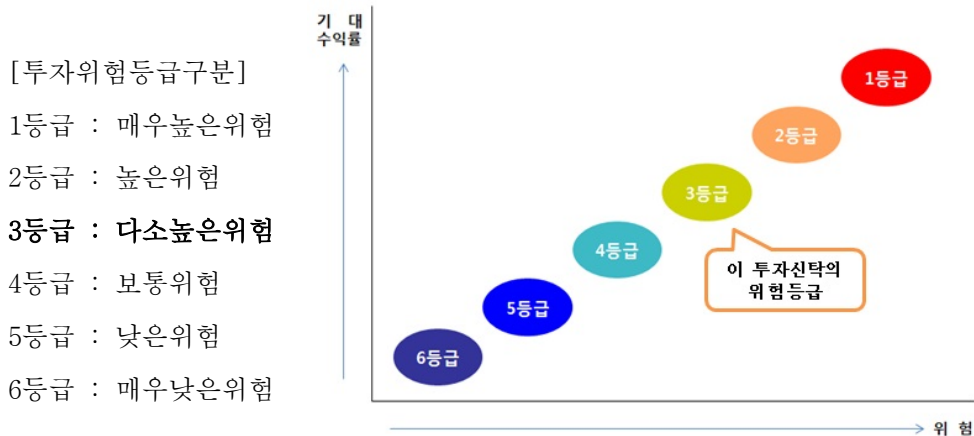 [투자위험등급구분]
1등급 : 매우높은위험
2등급 : 높은위험
3등급 : 다소높은위험
4등급 : 보통위험
5등급 : 낮은위험
6등급 : 매우낮은위험
기 대
수익률
1등급
2등급
3등급
4등급
5등급
6등급
이 투자신탁의
위험등급
위 험